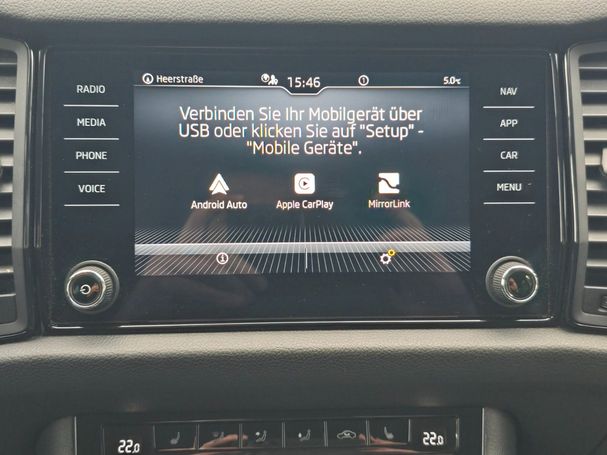 Heerstraße 15:46 5.0°C
RADIO
MEDIA
PHONE
VOICE
NAV
APP
CAR
MENU
Verbinden Sie Ihr Mobilgerät über
USB oder klicken Sie auf "Setup" -
"Mobile Geräte".
Android Auto Apple CarPlay MirrorLink
22.0 22.0